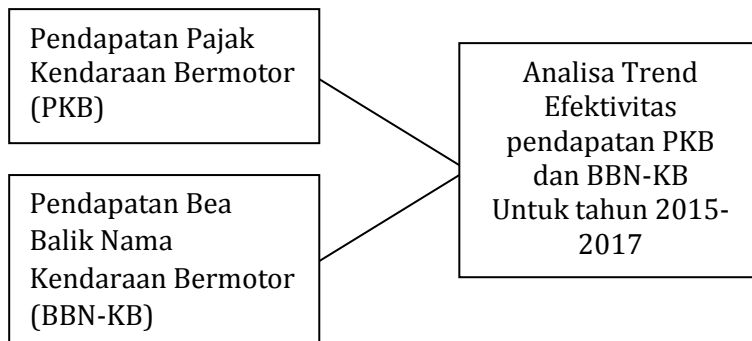 Pendapatan Pajak
Kendaraan Bermotor
(PKB)
Pendapatan Bea
Balik Nama
Kendaraan Bermotor
(BBN-KB)
Analisa Trend
Efektivitas
pendapatan PKB
dan BBN-KB
Untuk tahun 2015-
2017